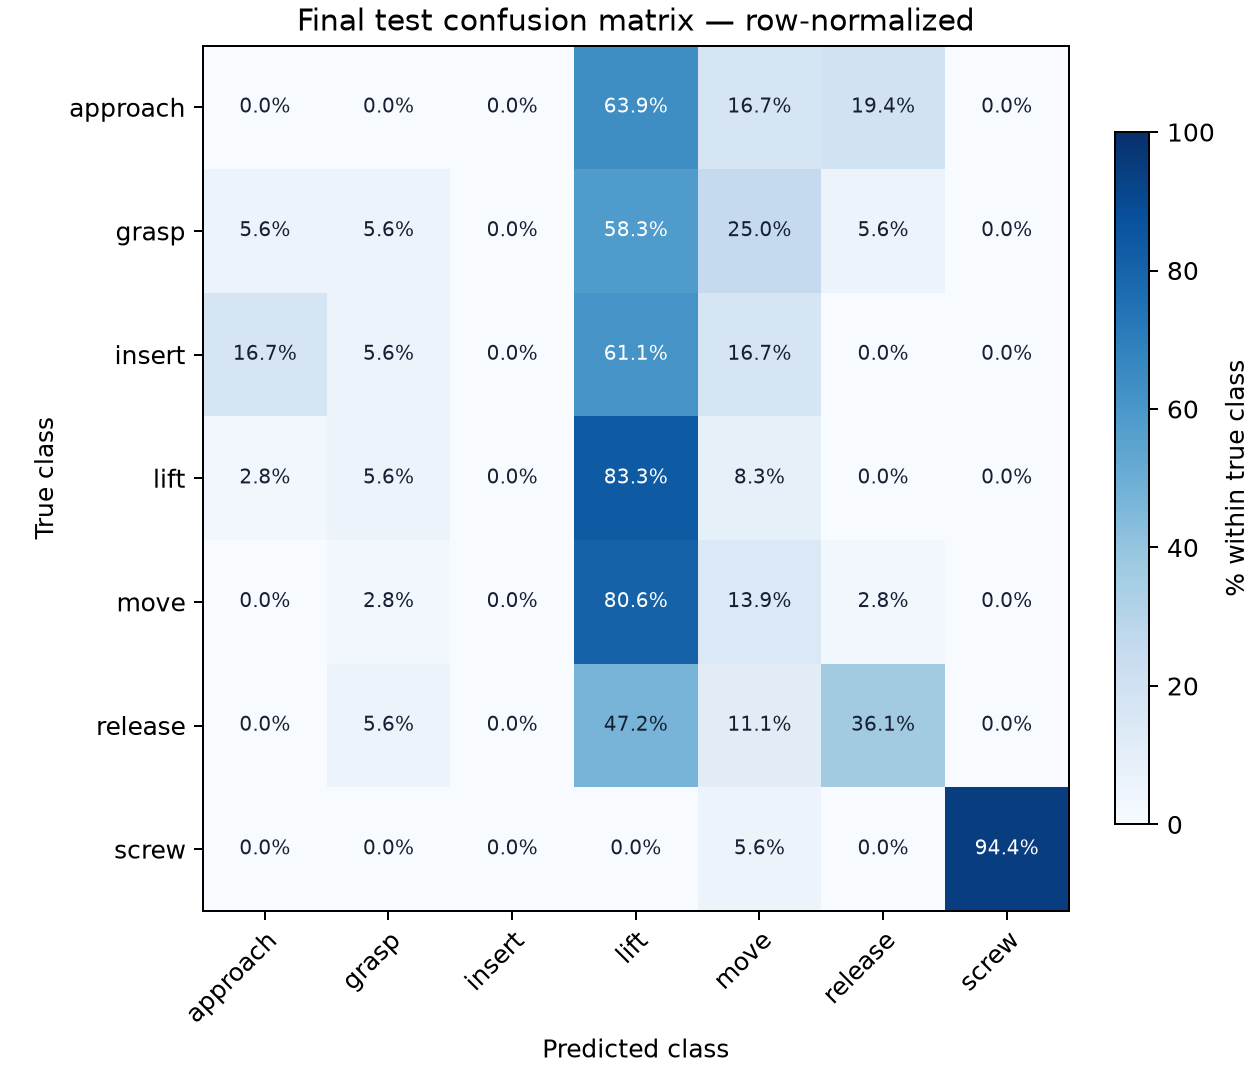 Final test confusion matrix — row-normalized
approach 0.0% 0.0% 0.0% 63.9% 16.7% 19.4% 0.0%
grasp 5.6% 5.6% 0.0% 58.3% 25.0% 5.6% 0.0%
insert 16.7% 5.6% 0.0% 61.1% 16.7% 0.0% 0.0%
lift 2.8% 5.6% 0.0% 83.3% 8.3% 0.0% 0.0%
move 0.0% 2.8% 0.0% 80.6% 13.9% 2.8% 0.0%
release 0.0% 5.6% 0.0% 47.2% 11.1% 36.1% 0.0%
screw 0.0% 0.0% 0.0% 0.0% 5.6% 0.0% 94.4%
approach grasp insert lift move release screw
Predicted class
True class
100
80
60
40
20
0
% within true class